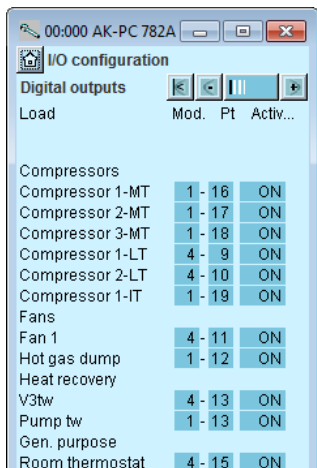 00:000 AK-PC 782A
I/O configuration
Digital outputs
Load Mod. Pt Activ...
Compressors
Compressor 1-MT 1 - 16 ON
Compressor 2-MT 1 - 17 ON
Compressor 3-MT 1 - 18 ON
Compressor 1-LT 4 - 9 ON
Compressor 2-LT 4 - 10 ON
Compressor 1-IT 1 - 19 ON
Fans
Fan 1 4 - 11 ON
Hot gas dump 1 - 12 ON
Heat recovery
V3tw 4 - 13 ON
Pump tw 1 - 13 ON
Gen. purpose
Room thermostat 4 - 15 ON